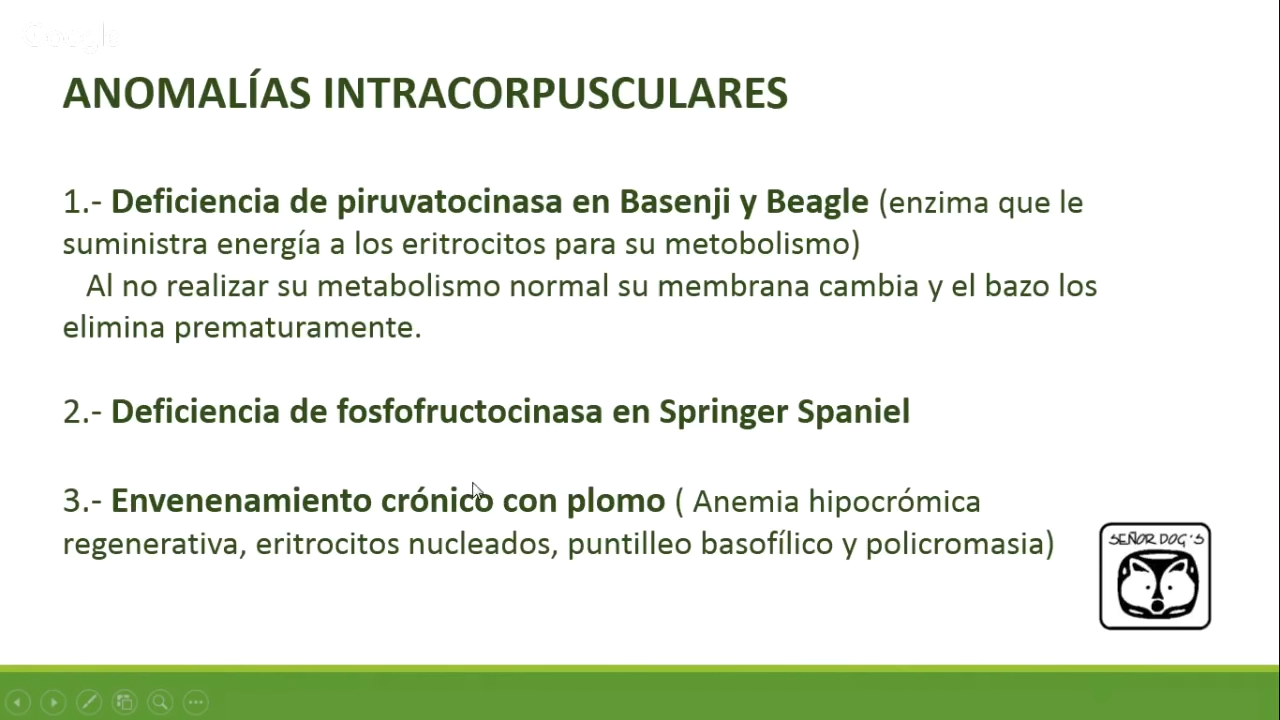 Google
ANOMALÍAS INTRACORPUSCULARES
1.- Deficiencia de piruvatocinasa en Basenji y Beagle (enzima que le
suministra energía a los eritrocitos para su metobolismo)
Al no realizar su metabolismo normal su membrana cambia y el bazo los
elimina prematuramente.
2.- Deficiencia de fosfofructocinasa en Springer Spaniel
3.- Envenenamiento crónico con plomo ( Anemia hipocrómica
regenerativa, eritrocitos nucleados, puntilleo basofílico y policromasia)
SEÑOR DOG'S